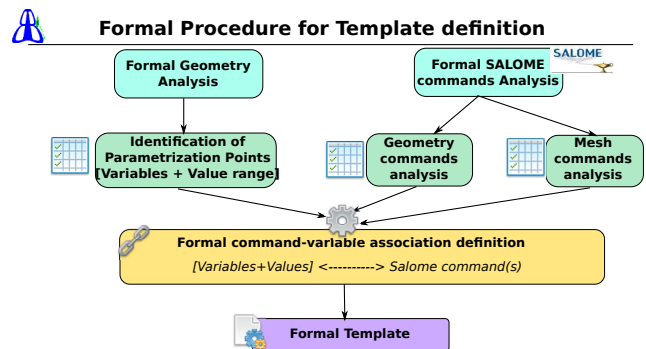 Formal Procedure for Template definition
Formal Geometry
Analysis
Formal SALOME
commands Analysis
SALOME
Identification of
Parametrization Points
[Variables + Value range]
Geometry
commands
analysis
Mesh
commands
analysis
Formal command-variable association definition
[Variables+Values] <----------> Salome command(s)
Formal Template